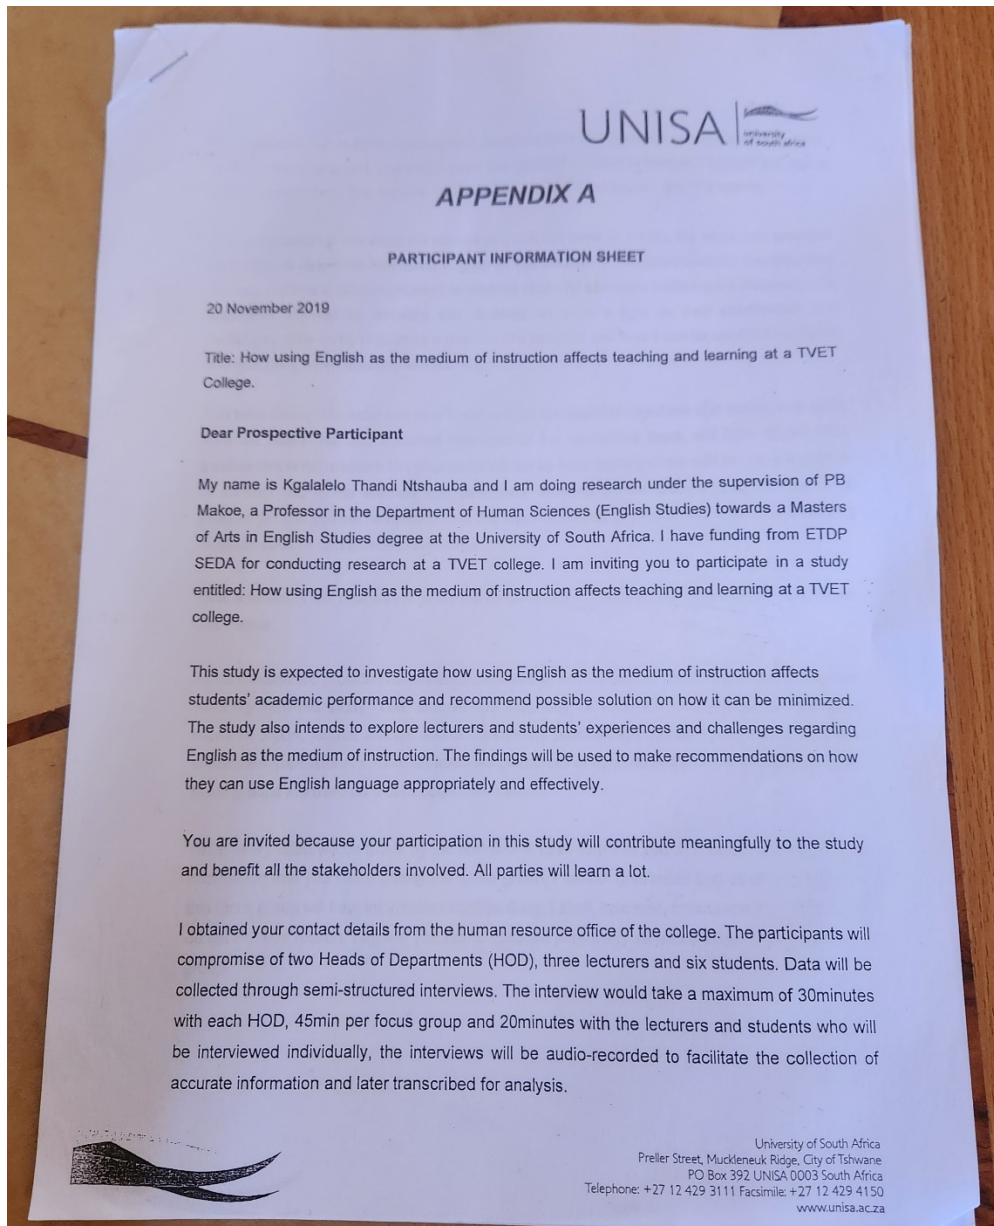 UNISA
university
of south africa
APPENDIX A
PARTICIPANT INFORMATION SHEET
20 November 2019
Title: How using English as the medium of instruction affects teaching and learning at a TVET
College.
Dear Prospective Participant
My name is Kgalalelo Thandi Ntshauba and I am doing research under the supervision of PB
Makoe, a Professor in the Department of Human Sciences (English Studies) towards a Masters
of Arts in English Studies degree at the University of South Africa. I have funding from ETDP
SEDA for conducting research at a TVET college. I am inviting you to participate in a study
entitled: How using English as the medium of instruction affects teaching and learning at a TVET
college.
This study is expected to investigate how using English as the medium of instruction affects
students' academic performance and recommend possible solution on how it can be minimized.
The study also intends to explore lecturers and students' experiences and challenges regarding
English as the medium of instruction. The findings will be used to make recommendations on how
they can use English language appropriately and effectively.
You are invited because your participation in this study will contribute meaningfully to the study
and benefit all the stakeholders involved. All parties will learn a lot.
I obtained your contact details from the human resource office of the college. The participants will
compromise of two Heads of Departments (HOD), three lecturers and six students. Data will be
collected through semi-structured interviews. The interview would take a maximum of 30minutes
with each HOD, 45min per focus group and 20minutes with the lecturers and students who will
be interviewed individually, the interviews will be audio-recorded to facilitate the collection of
accurate information and later transcribed for analysis.
University of South Africa
Preller Street, Muckleneuk Ridge, City of Tshwane
PO Box 392 UNISA 0003 South Africa
Telephone: +27 12 429 3111 Facsimile: +27 12 429 4150
www.unisa.ac.za